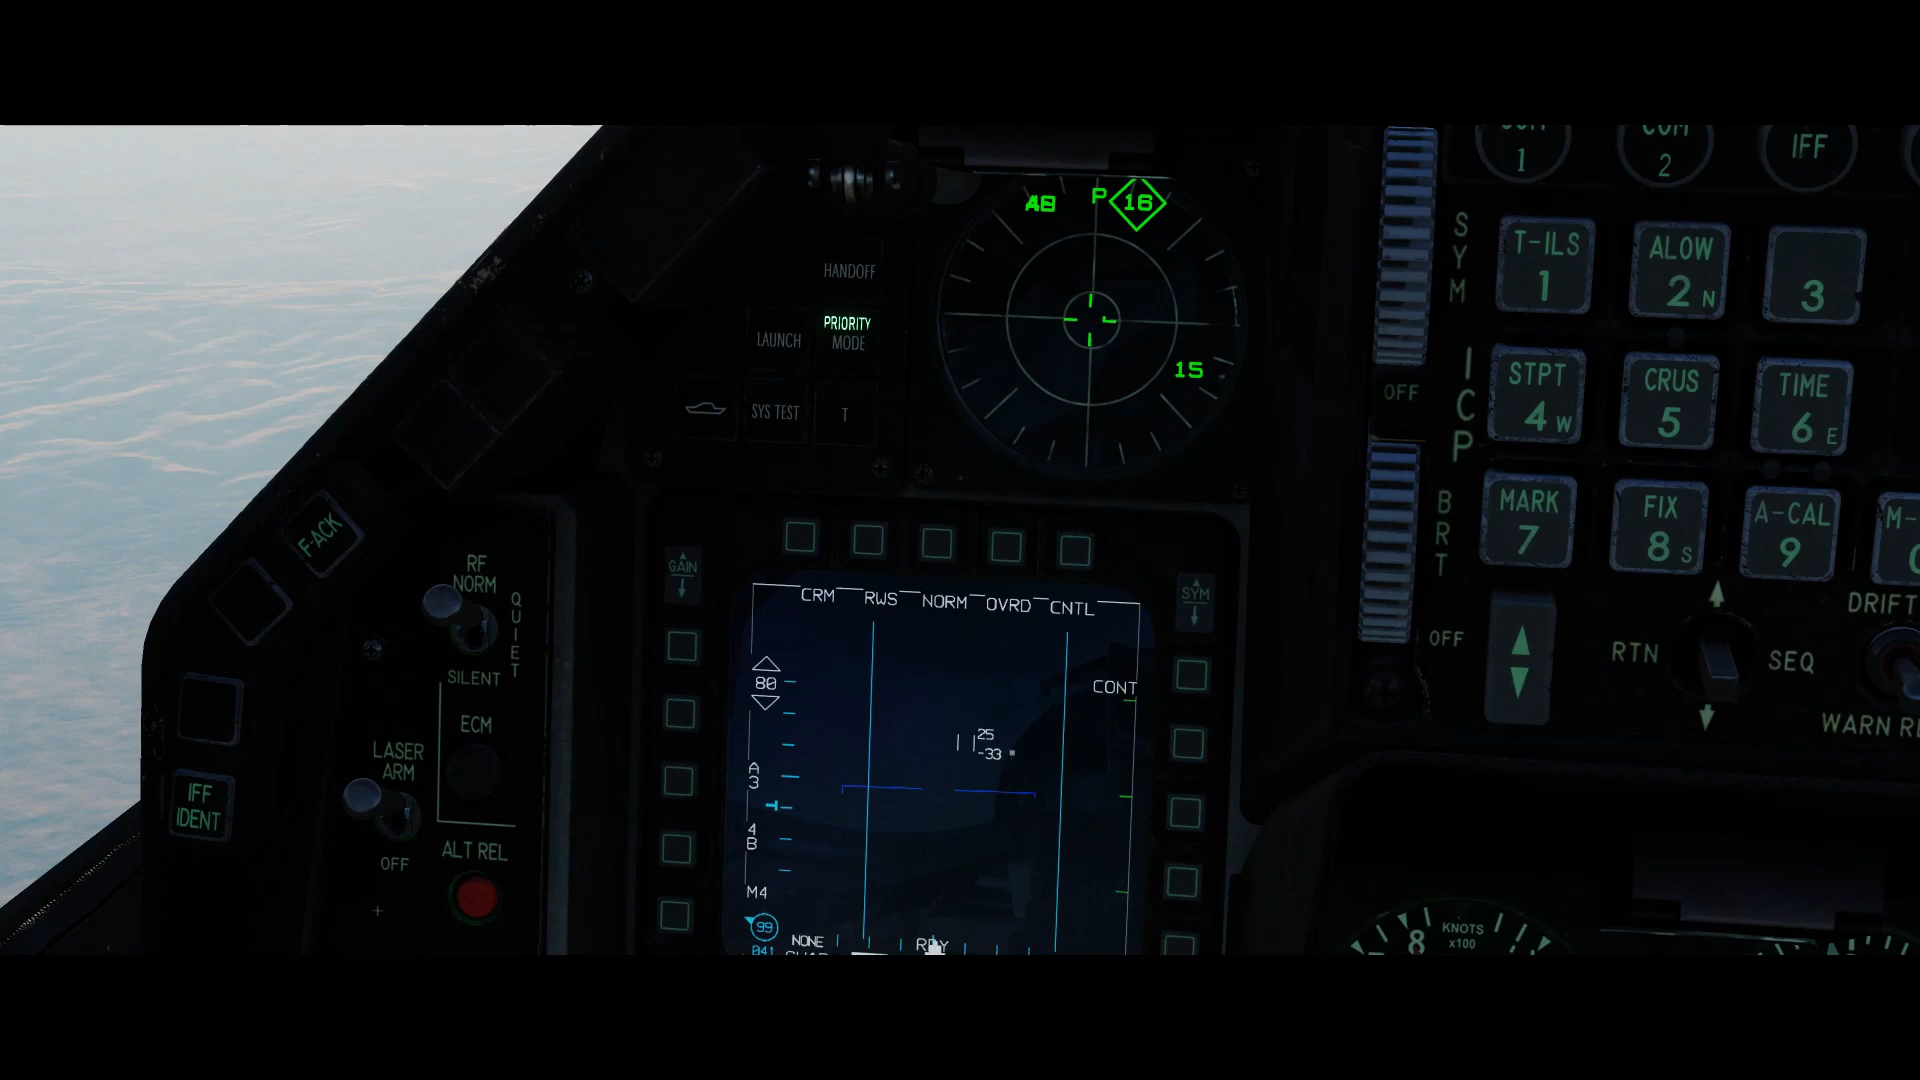 COM
1
COM
2
IFF
AB
P
16
15
HANDOFF
PRIORITY
MODE
LAUNCH
SYS TEST
T
S
Y
M
T-ILS
1
ALOW
2 N
3
OFF
I
C
P
STPT
4 W
CRUS
5
TIME
6 E
B
R
T
MARK
7
FIX
8 S
A-CAL
9
M-
OFF
RTN
SEQ
DRIFT
WARN
F-ACK
RF
NORM
QUIET
SILENT
ECM
LASER
ARM
OFF
IFF
IDENT
ALT REL
GAIN
SYM
CRM
RWS
NORM
OVRD
CNTL
80
CONT
25
-33
A
3
4
B
M4
99
NONE
RDY
8
KNOTS
x100